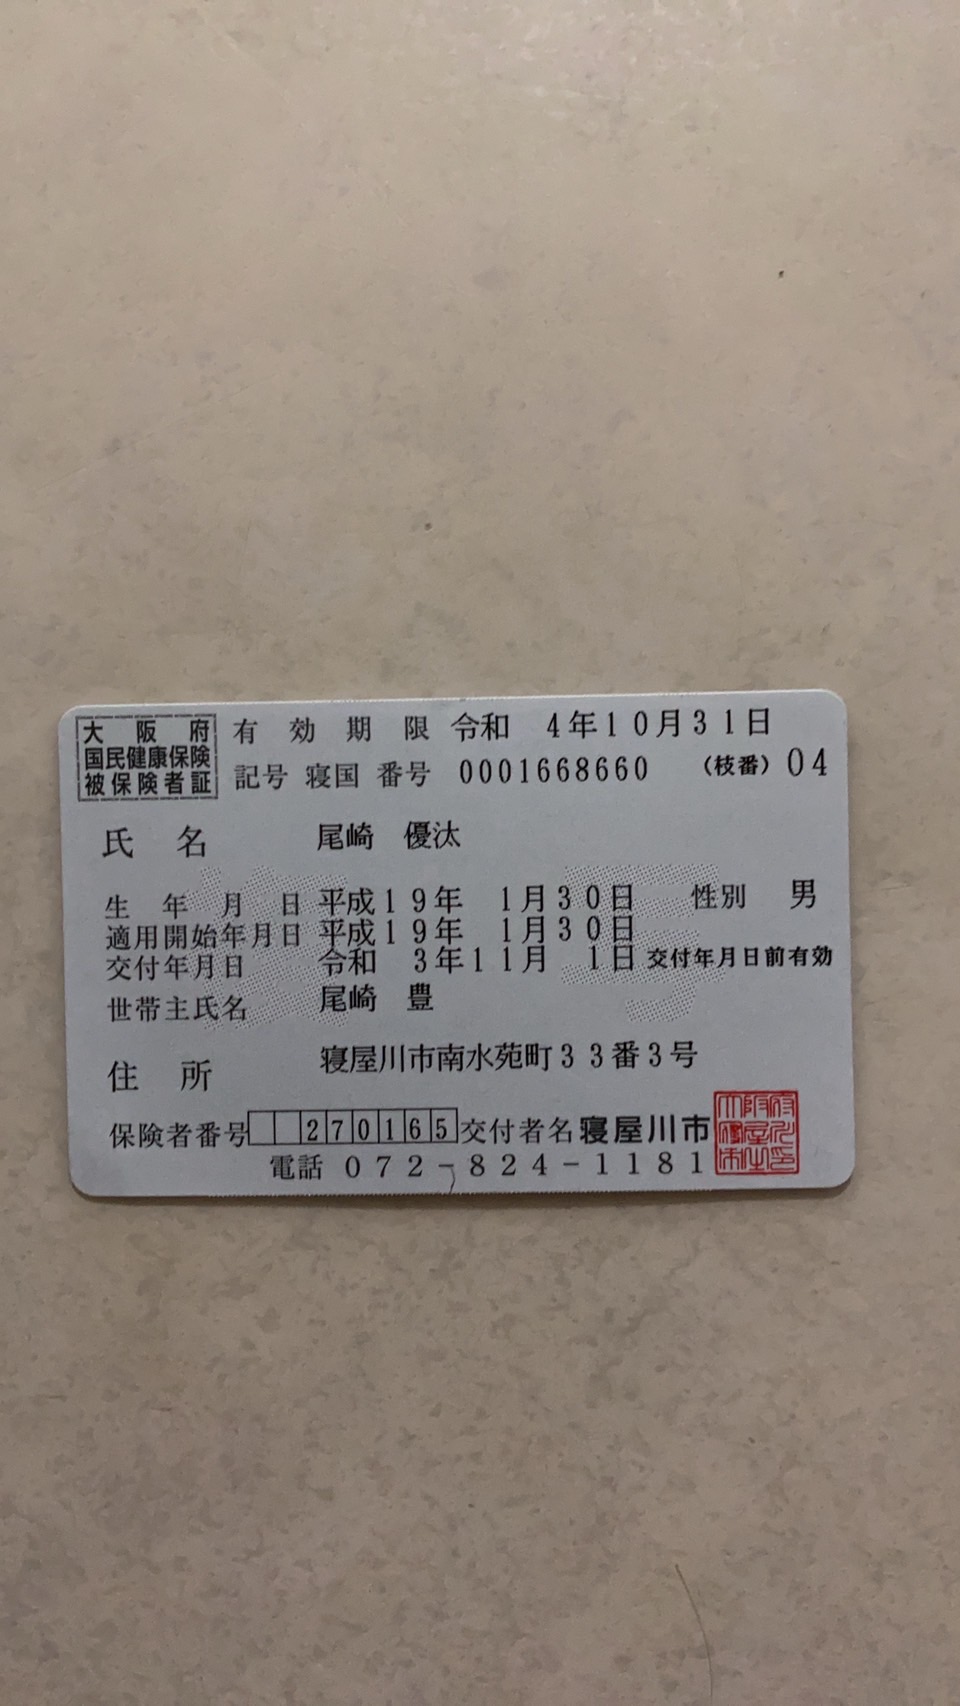 大阪府
国民健康保険
被保険者証
有効期限 令和 4年10月31日
記号 寝国 番号 0001668660 (枝番) 04
氏名 尾崎 優汰
生年月日 平成19年 1月30日 性別 男
適用開始年月日 平成19年 1月30日
交付年月日 令和 3年11月 1日 交付年月日前有効
世帯主氏名 尾崎 豊
住所 寝屋川市南水苑町33番3号
保険者番号 270165 交付者名 寝屋川市
電話 072-824-1181